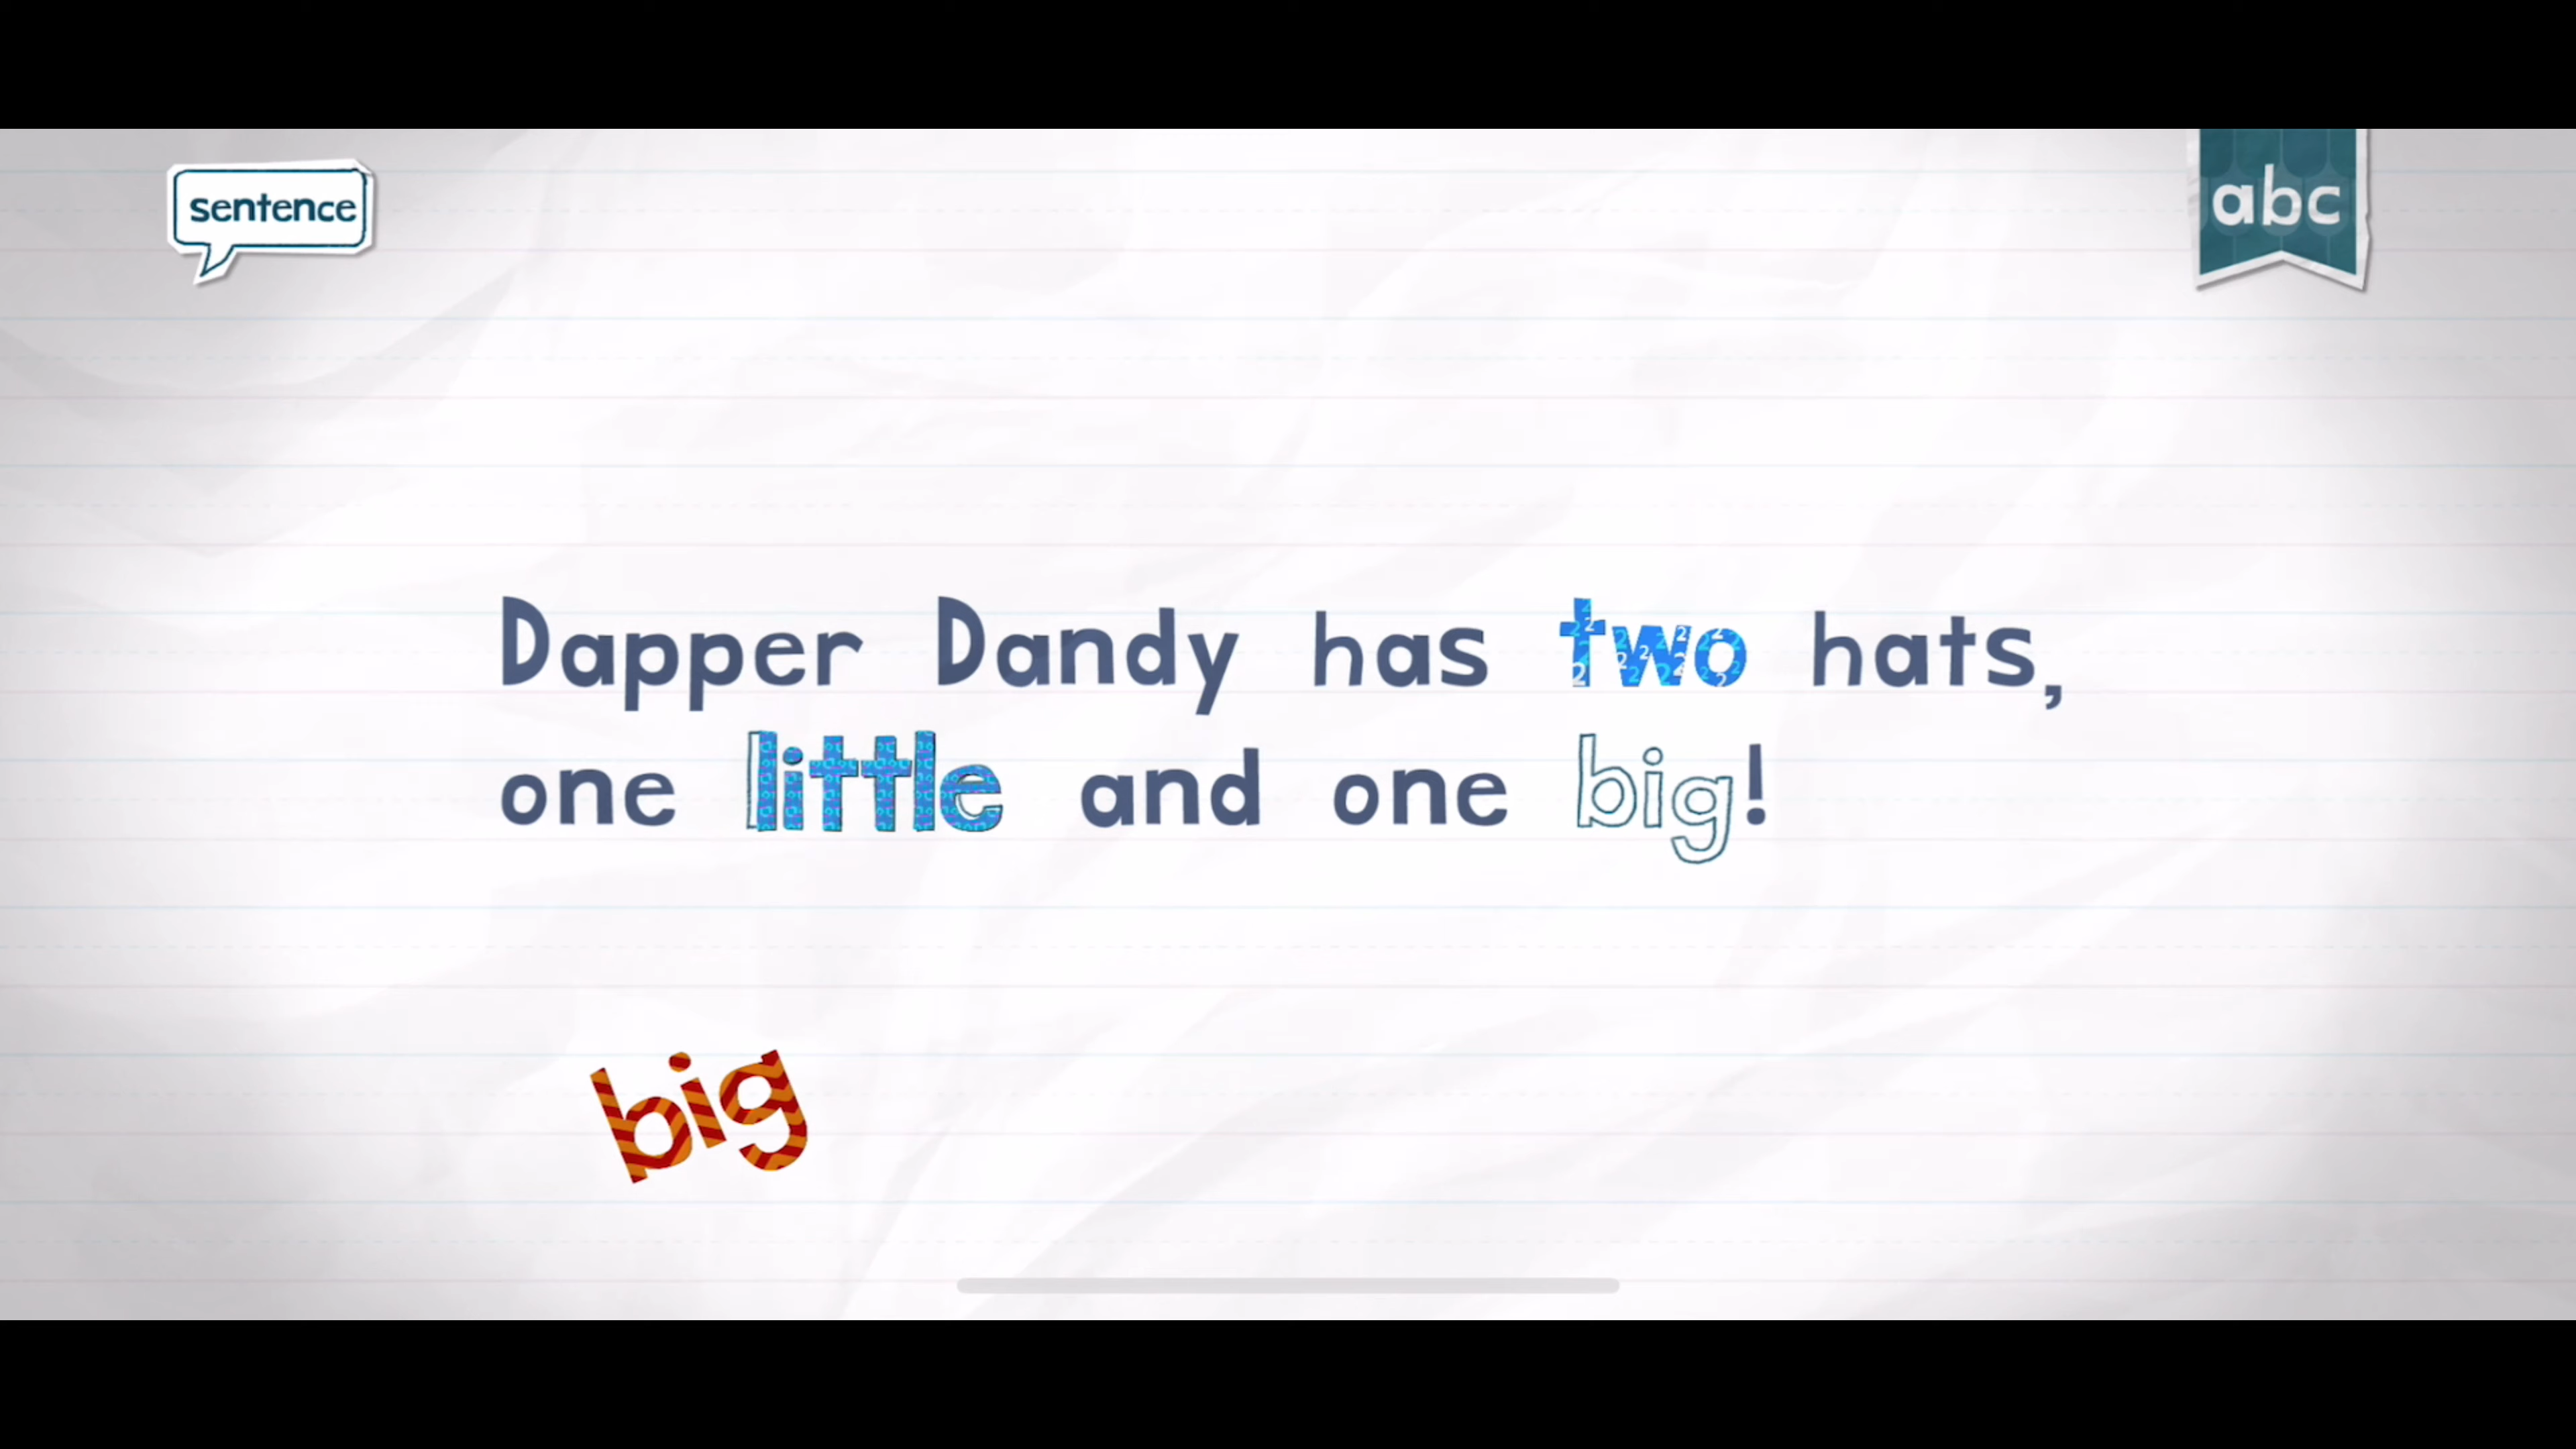 sentence
abc
Dapper Dandy has two hats,
one little and one big!
big